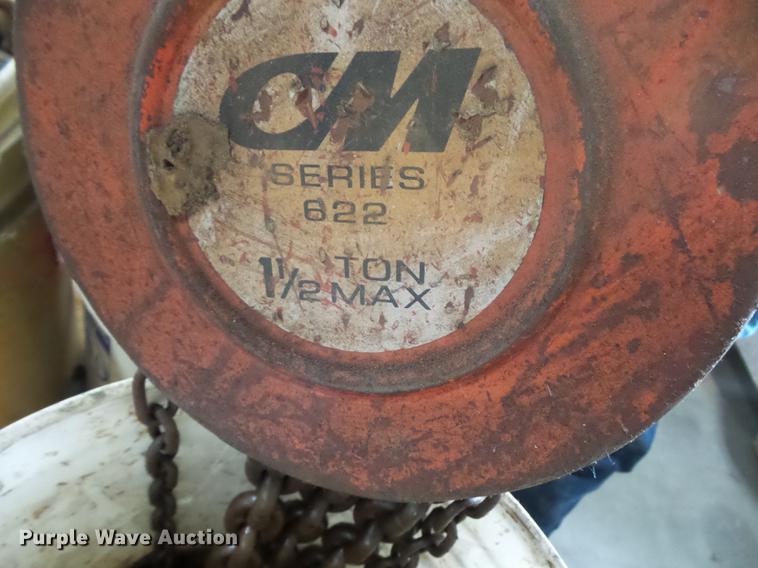 CM
SERIES
622
1 1/2 TON
MAX
Purple Wave Auction